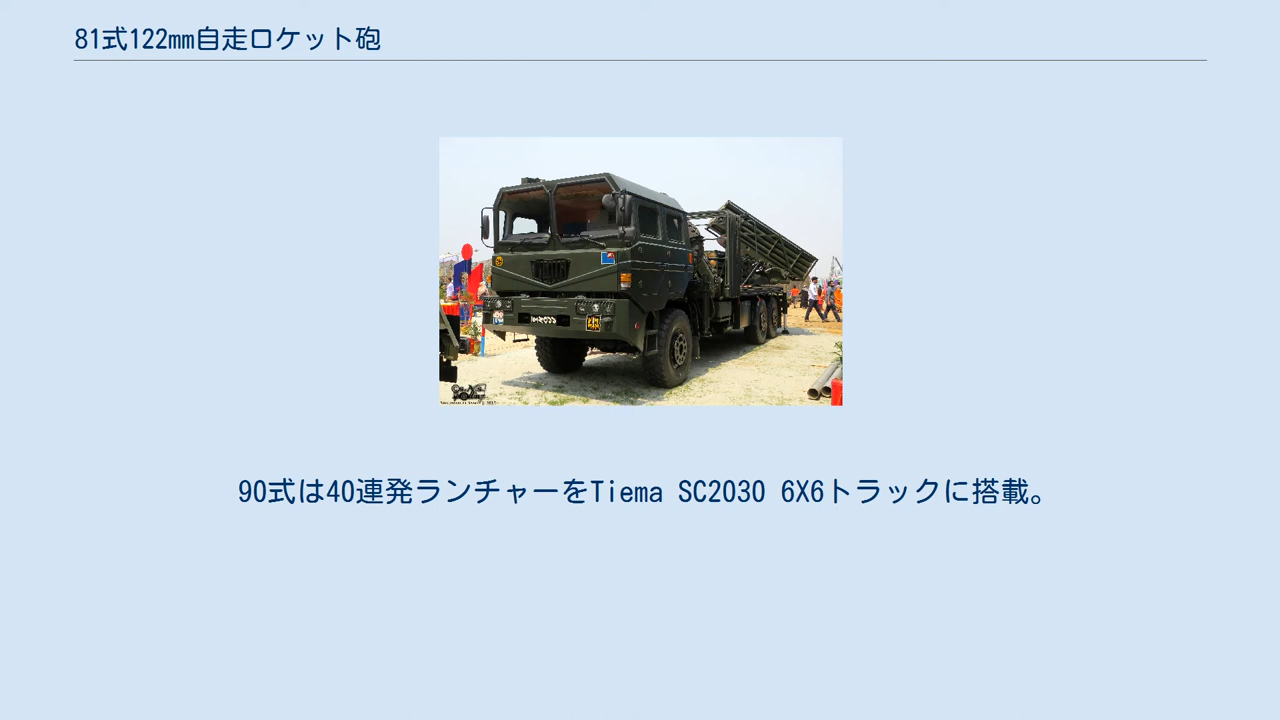 81式122mm自走ロケット砲
90式は40連発ランチャーをTiema SC2030 6X6トラックに搭載。